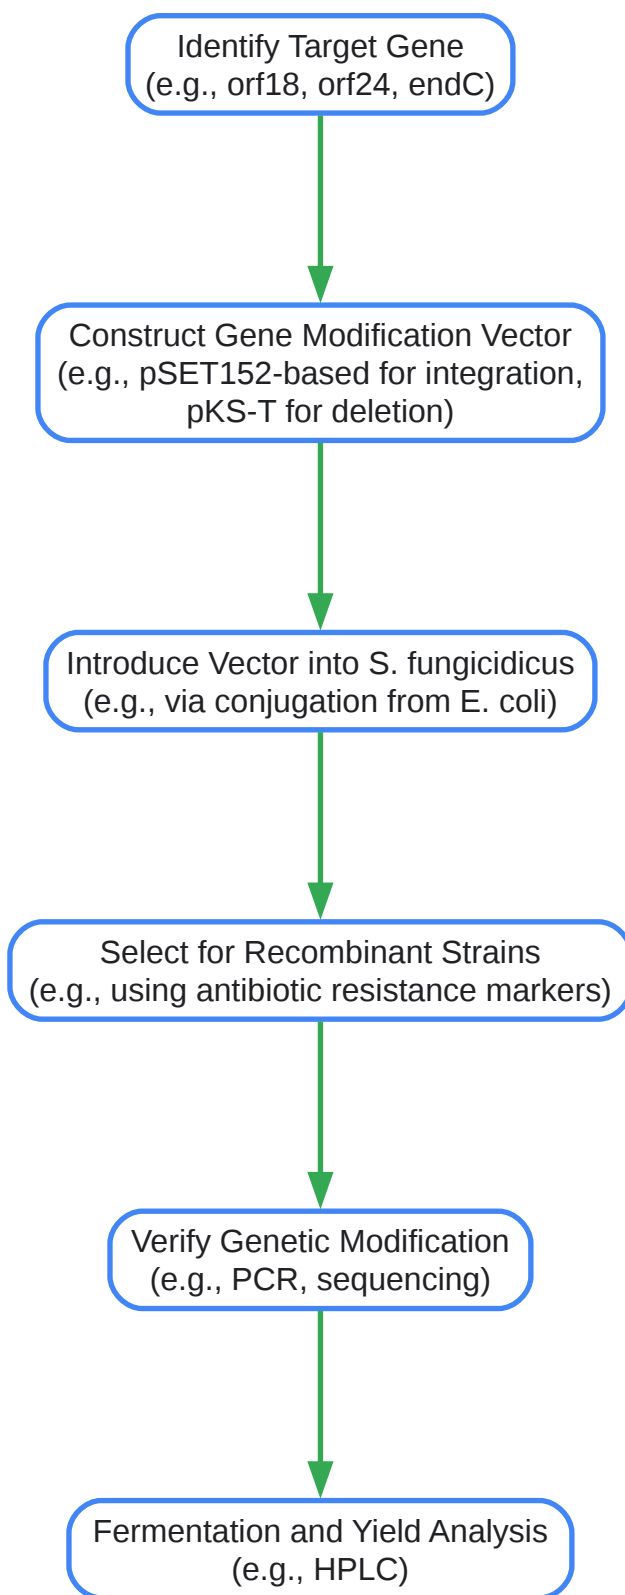 Identify Target Gene
(e.g., orf18, orf24, endC)
Construct Gene Modification Vector
(e.g., pSET152-based for integration,
pKS-T for deletion)
Introduce Vector into S. fungicidicus
(e.g., via conjugation from E. coli)
Select for Recombinant Strains
(e.g., using antibiotic resistance markers)
Verify Genetic Modification
(e.g., PCR, sequencing)
Fermentation and Yield Analysis
(e.g., HPLC)